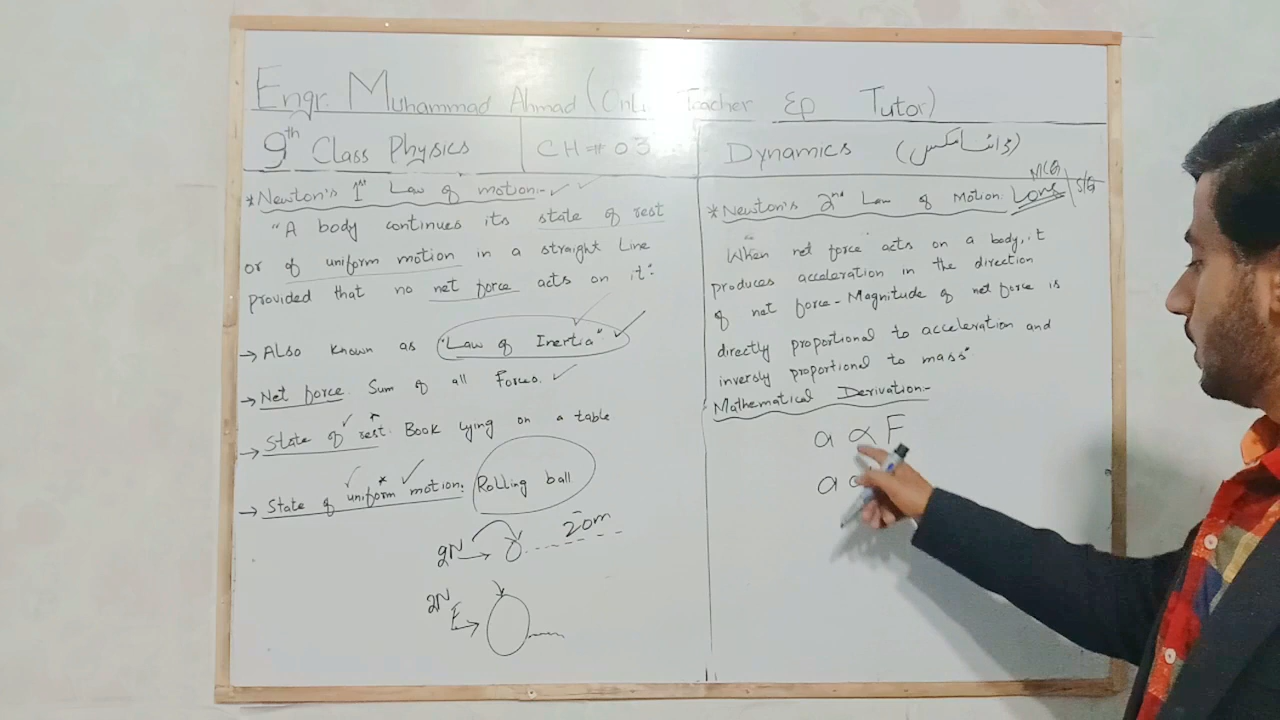 Engr. Muhammad Ahmad (Teacher & Tutor)
9th Class Physics
CH # 03
Dynamics (ڈائنامکس)
*Newton's 1st Law of motion:-
"A body continues its state of rest
or of uniform motion in a straight Line
provided that no net force acts on it:"
→ Also known as "Law of Inertia"
→ Net force. Sum of all Forces.
→ State of rest. Book lying on a table
→ State of uniform motion: Rolling ball
2N
20m
2N
F
*Newton's 2nd Law of Motion: Long
MCQ
S/Q
When "net force" acts on a body, it
produces acceleration in the direction
of net force - Magnitude of net force is
directly proportional to acceleration and
inversly proportional to mass".
Mathematical Derivation:-
a ∝ F
a